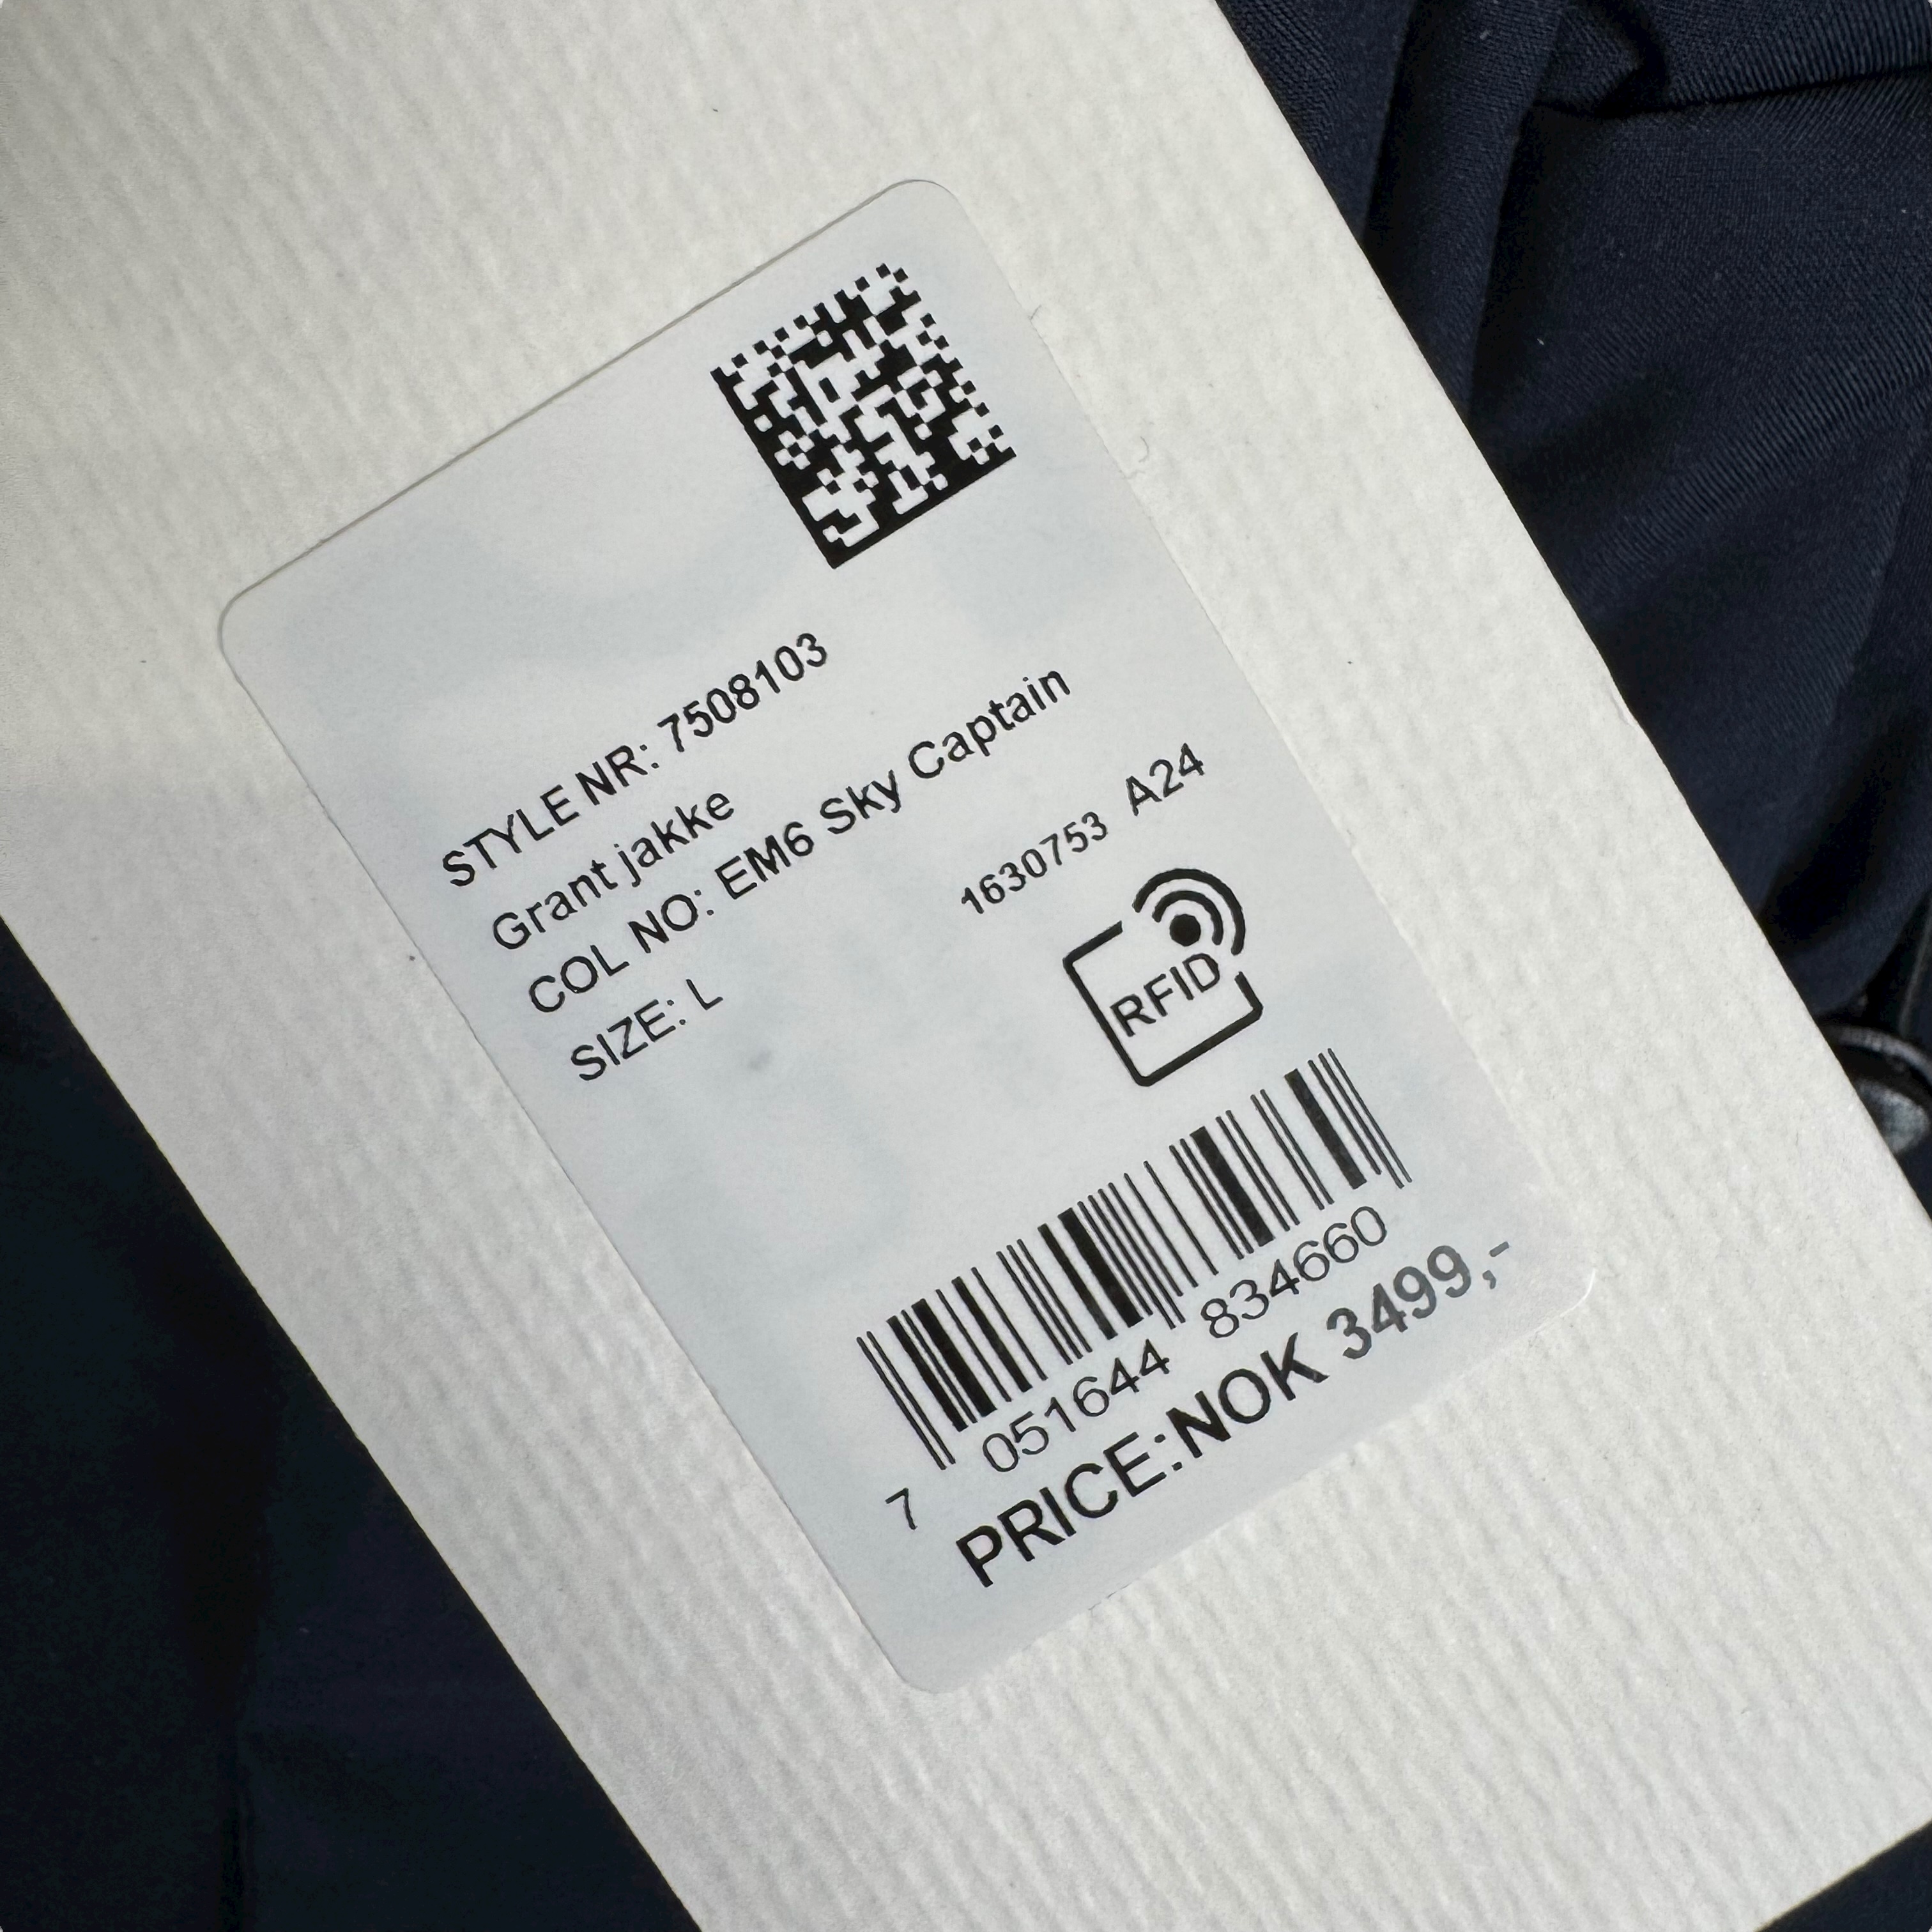 STYLE NR: 7508103
Grant jakke
COL NO: EM6 Sky Captain
SIZE: L
1630753 A24
RFID
7 051644 834660
PRICE:NOK 3499,-